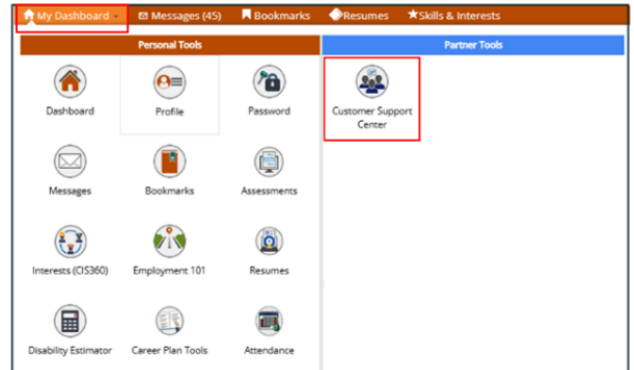 My Dashboard Messages (45) Bookmarks Resumes Skills & Interests
Personal Tools
Partner Tools
Dashboard
Profile
Password
Customer Support
Center
Messages
Bookmarks
Assessments
Interests (CIS360)
Employment 101
Resumes
Disability Estimator
Career Plan Tools
Attendance